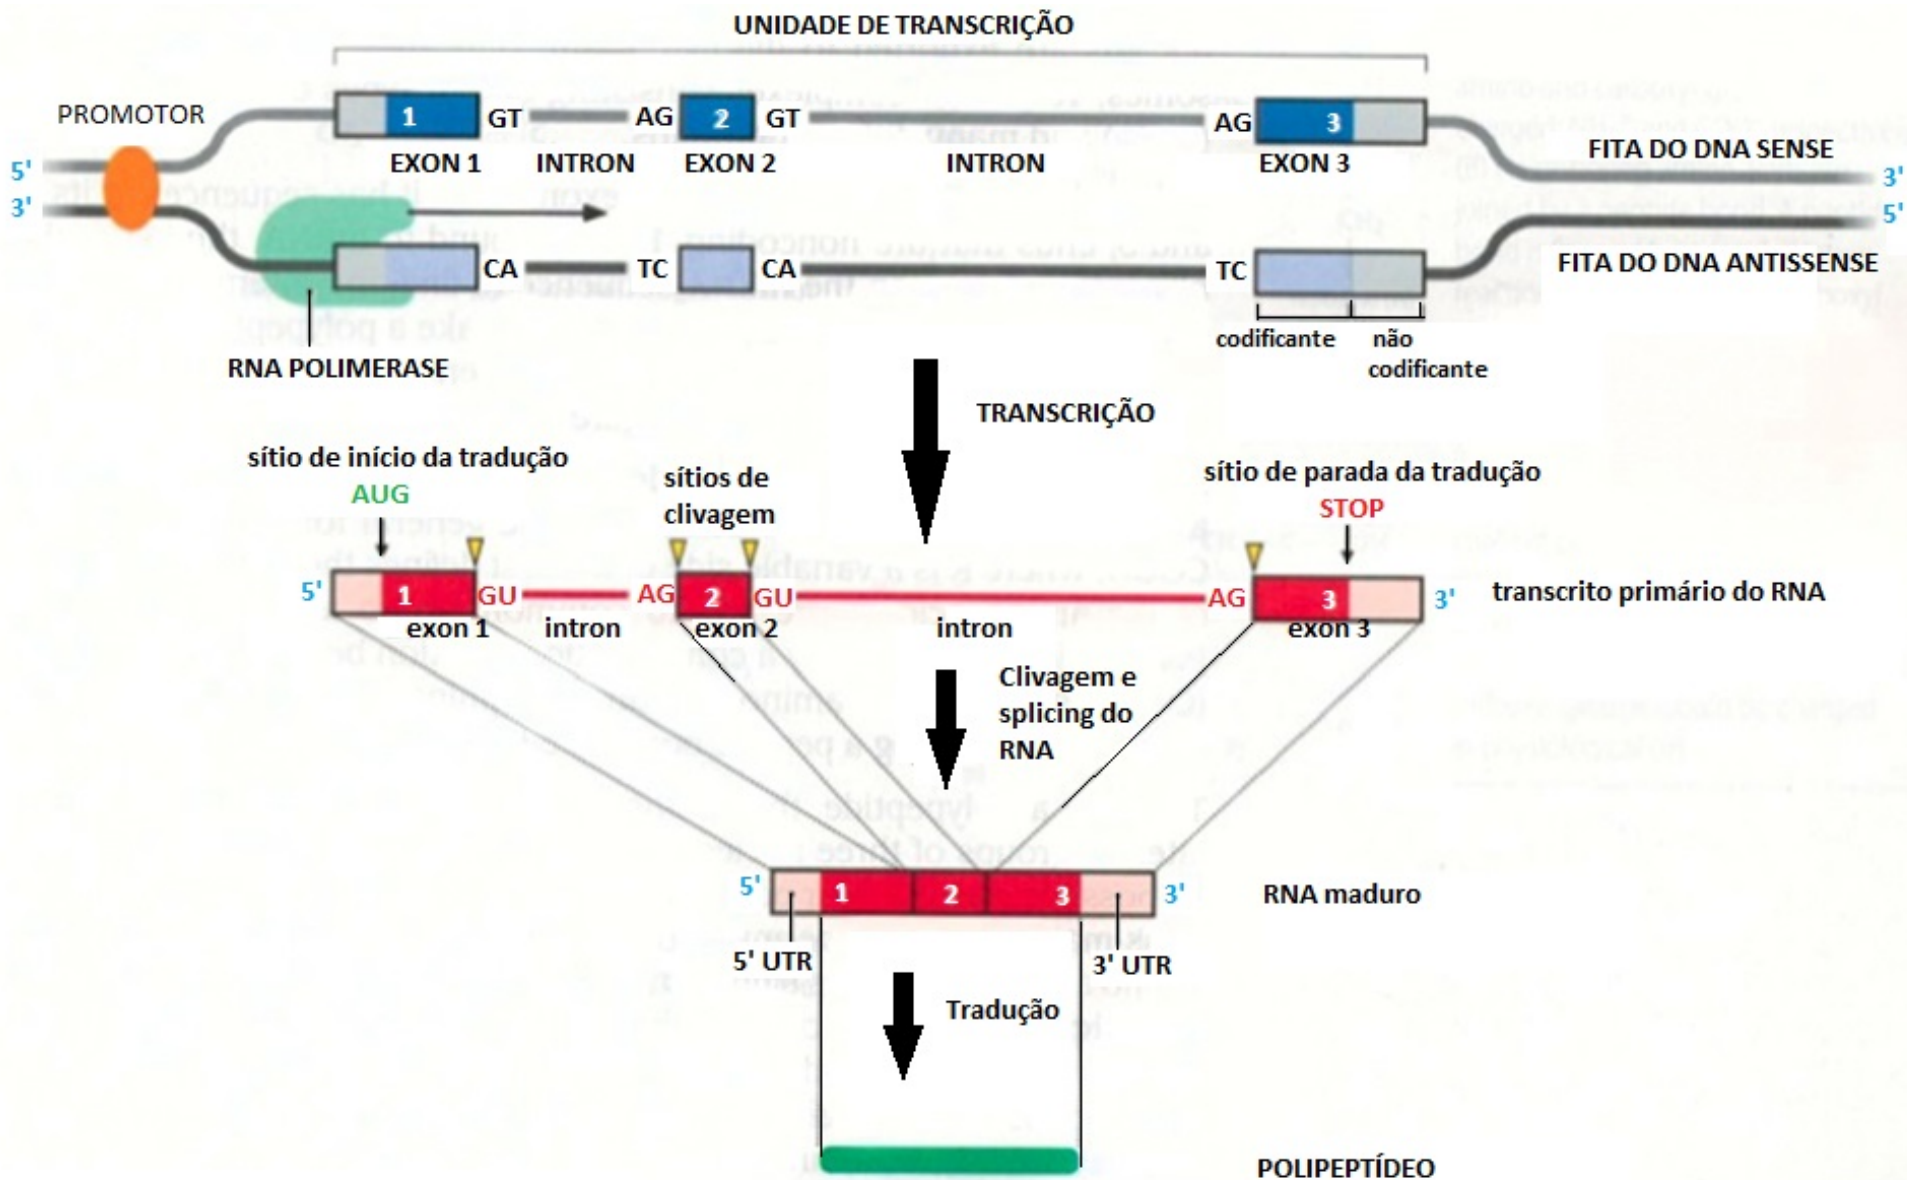 UNIDADE DE TRANSCRIÇÃO
PROMOTOR
1 GT AG 2 GT AG 3
EXON 1 INTRON EXON 2 INTRON EXON 3
FITA DO DNA SENSE
5' 3'
3' 5'
CA TC CA TC
FITA DO DNA ANTISSENSE
codificante não
codificante
RNA POLIMERASE
TRANSCRIÇÃO
sítio de início da tradução
AUG
sítios de
clivagem
sítio de parada da tradução
STOP
5' 1 GU AG 2 GU AG 3 3'
transcrito primário do RNA
exon 1 intron exon 2 intron exon 3
Clivagem e
splicing do
RNA
5' 1 2 3 3'
RNA maduro
5' UTR 3' UTR
Tradução
POLIPEPTÍDEO